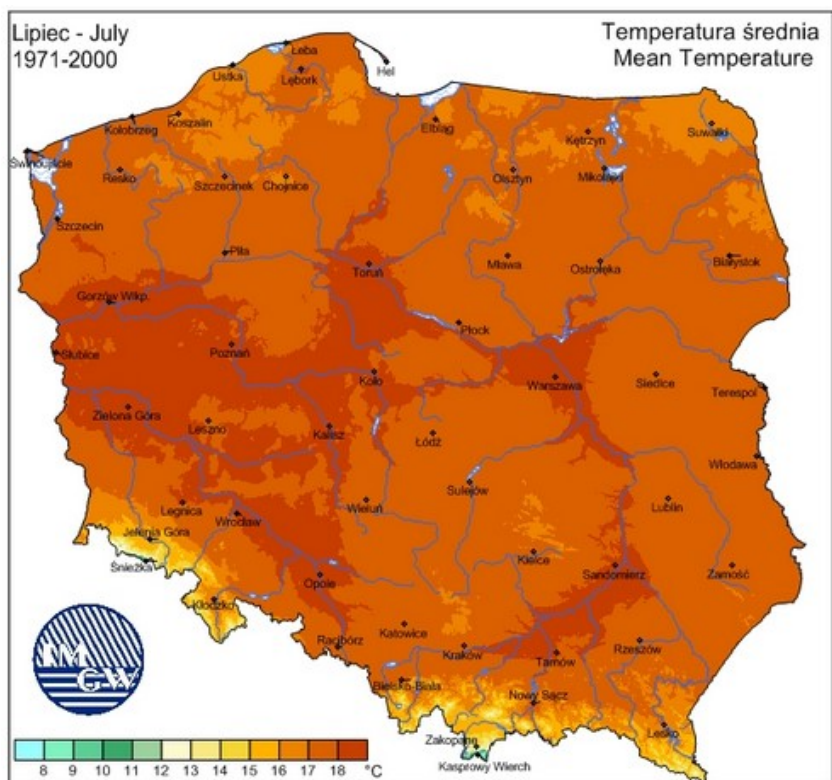 Lipiec - July
1971-2000
Temperatura średnia
Mean Temperature
Łeba
Hel
Ustka
Lębork
Koszalin
Kołobrzeg
Elbląg
Suwałki
Kętrzyn
Świnoujście
Resko
Szczecinek
Chojnice
Olsztyn
Mikołajki
Szczecin
Piła
Toruń
Mława
Ostrołęka
Białystok
Gorzów Wlkp.
Płock
Słubice
Poznań
Koło
Warszawa
Siedlce
Terespol
Zielona Góra
Leszno
Kalisz
Łódź
Włodawa
Sulejów
Legnica
Wrocław
Wieluń
Lublin
Jelenia Góra
Śnieżka
Kielce
Sandomierz
Zamość
Opole
Kłodzko
Katowice
Racibórz
Kraków
Tarnów
Rzeszów
Bielsko-Biała
Nowy Sącz
Lesko
Zakopane
Kasprowy Wierch
IM
GW
8 9 10 11 12 13 14 15 16 17 18 °C